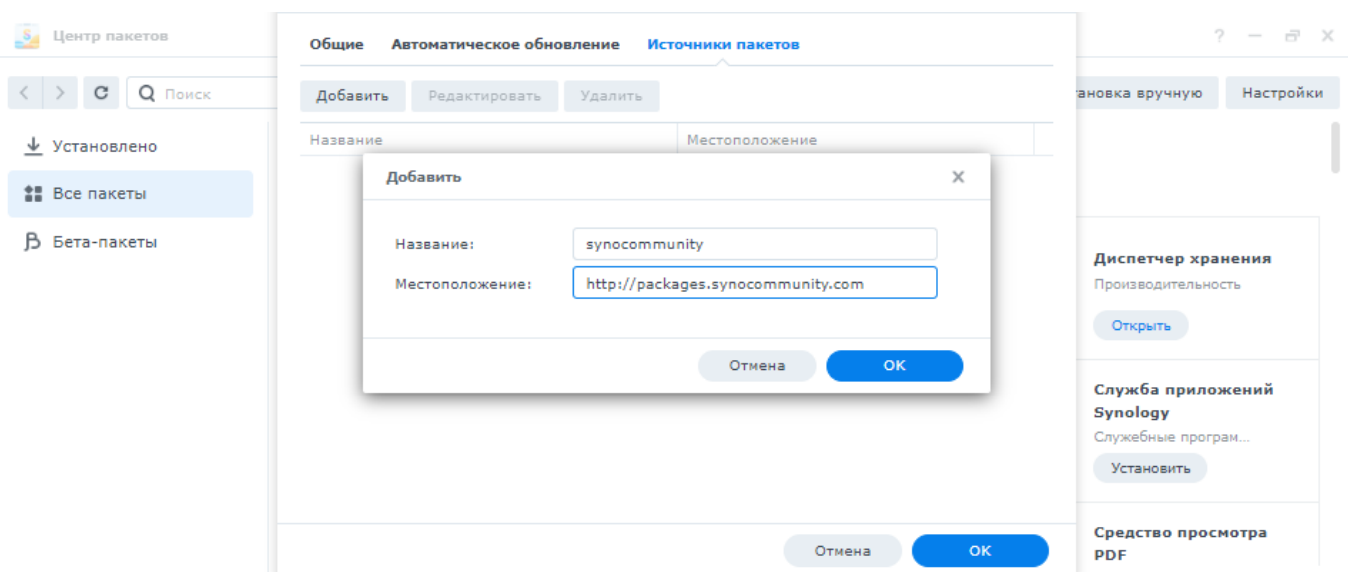 Центр пакетов
?
Общие Автоматическое обновление Источники пакетов
Поиск
Добавить Редактировать Удалить
ановка вручную Настройки
Название Местоположение
Установлено
Все пакеты
Бета-пакеты
Добавить
Название: synocommunity
Местоположение: http://packages.synocommunity.com
Отмена OK
Диспетчер хранения
Производительность
Открыть
Служба приложений
Synology
Служебные програм...
Установить
Средство просмотра
PDF
Отмена OK